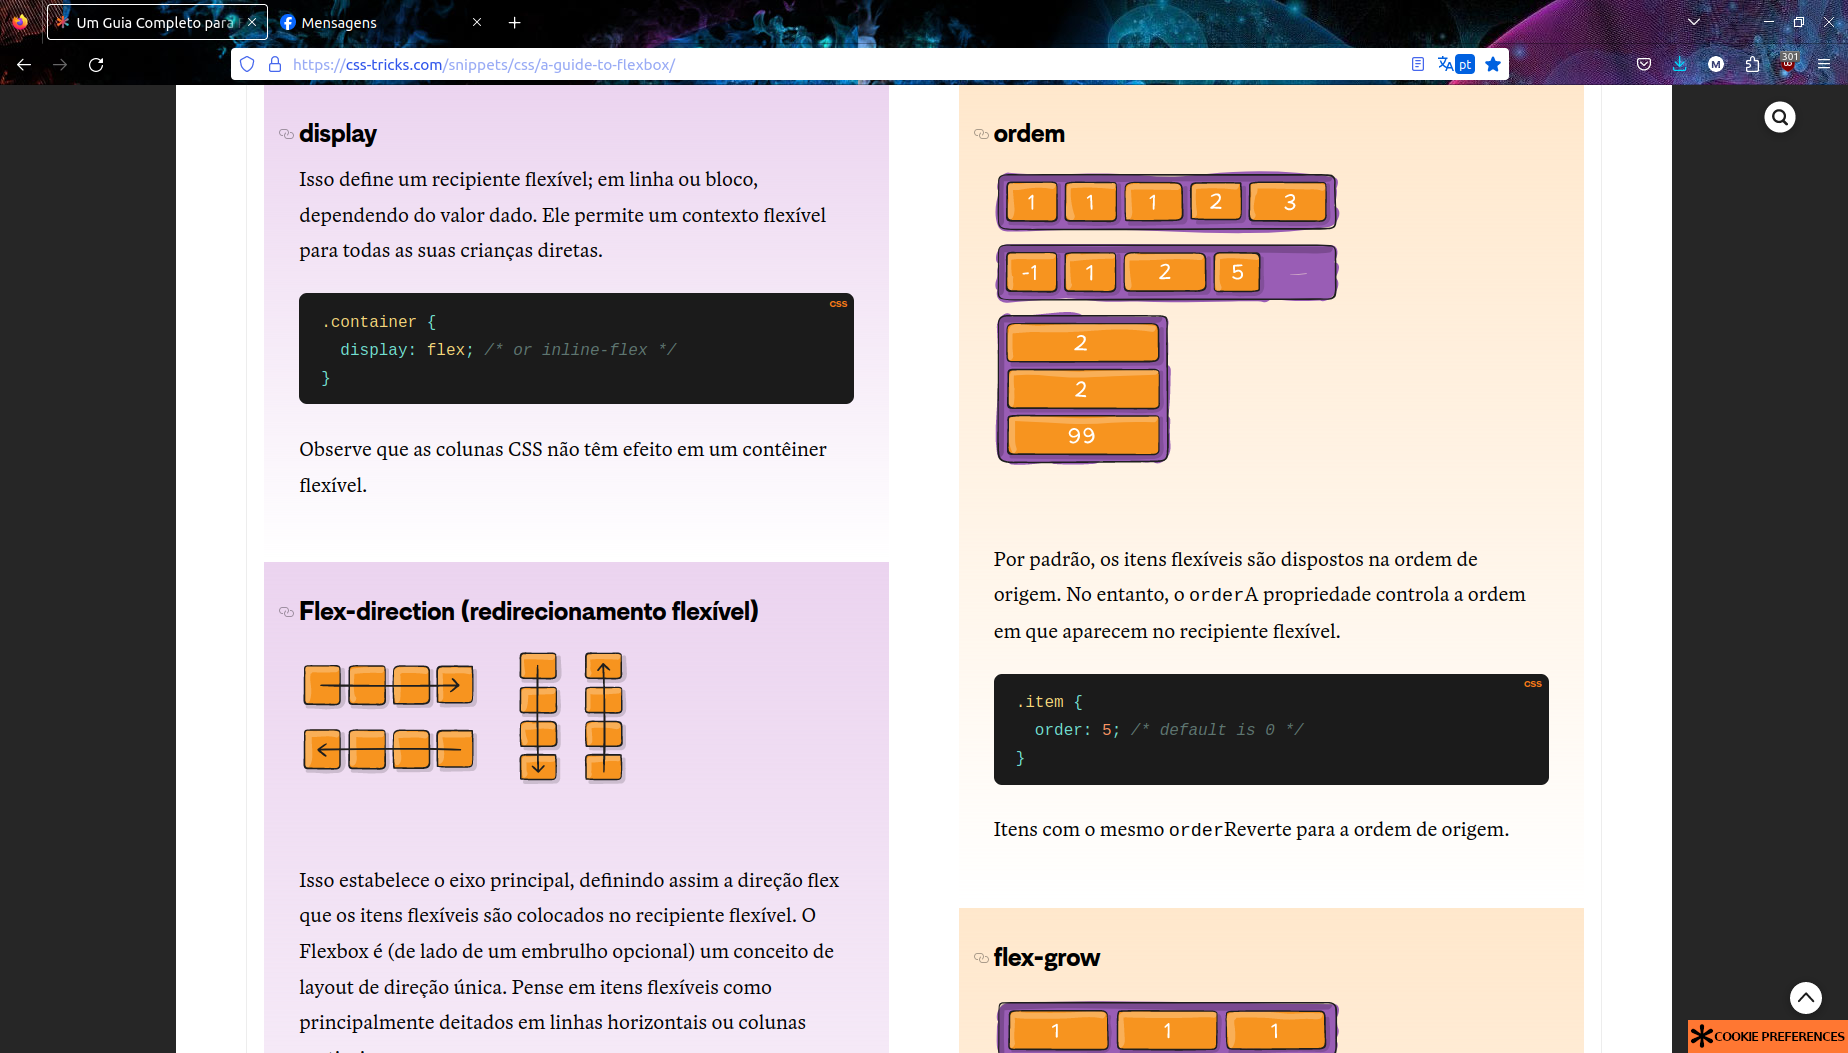 Um Guia Completo para
Mensagens
https://css-tricks.com/snippets/css/a-guide-to-flexbox/
pt
M
301
display
Isso define um recipiente flexível; em linha ou bloco,
dependendo do valor dado. Ele permite um contexto flexível
para todas as suas crianças diretas.
CSS
.container {
display: flex; /* or inline-flex */
}
Observe que as colunas CSS não têm efeito em um contêiner
flexível.
Flex-direction (redirecionamento flexível)
Isso estabelece o eixo principal, definindo assim a direção flex
que os itens flexíveis são colocados no recipiente flexível. O
Flexbox é (de lado de um embrulho opcional) um conceito de
layout de direção única. Pense em itens flexíveis como
principalmente deitados em linhas horizontais ou colunas
ordem
1 1 1 2 3
-1 1 2 5
2
2
99
Por padrão, os itens flexíveis são dispostos na ordem de
origem. No entanto, o orderA propriedade controla a ordem
em que aparecem no recipiente flexível.
CSS
.item {
order: 5; /* default is 0 */
}
Itens com o mesmo orderReverte para a ordem de origem.
flex-grow
1 1 1
COOKIE PREFERENCES